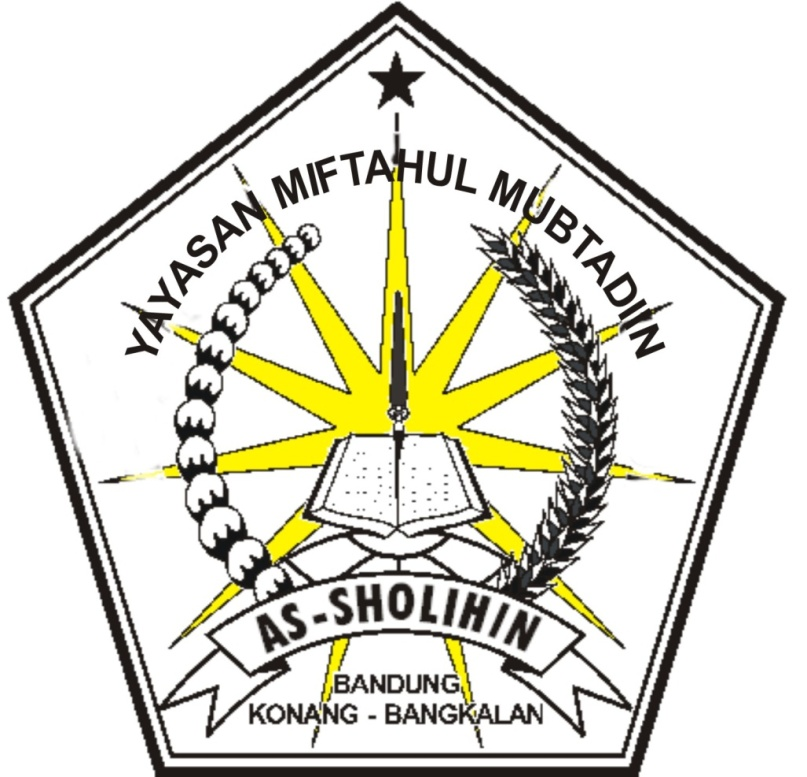 YAYASAN MIFTAHUL MUBTADIIN
AS-SHOLIHIN
BANDUNG
KONANG - BANGKALAN